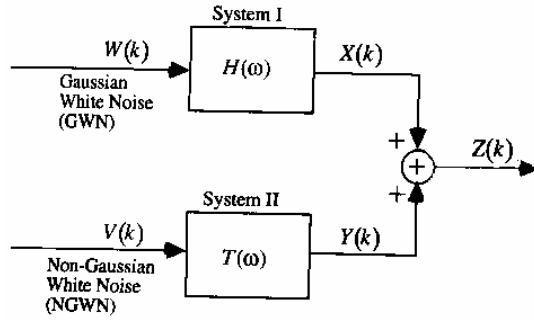 System I
W(k)
H(ω)
X(k)
Gaussian
White Noise
(GWN)
+
+
+
Z(k)
System II
V(k)
T(ω)
Y(k)
Non-Gaussian
White Noise
(NGWN)